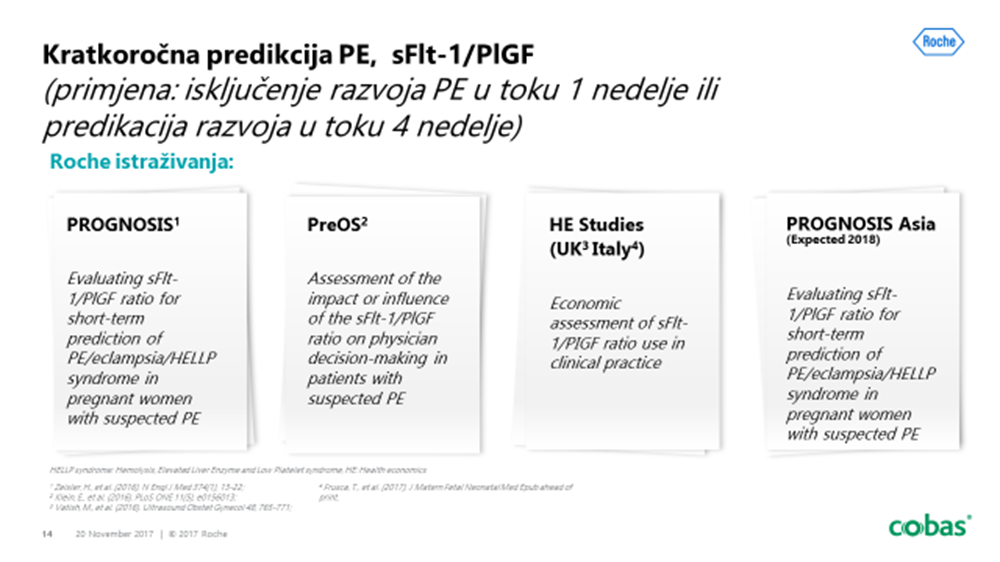 Kratkoročna predikcija PE, sFlt-1/PlGF
(primjena: isključenje razvoja PE u toku 1 nedelje ili
predikacija razvoja u toku 4 nedelje)
Roche
Roche istraživanja:
PROGNOSIS¹
Evaluating sFlt-
1/PlGF ratio for
short-term
prediction of
PE/eclampsia/HELLP
syndrome in
pregnant women
with suspected PE
PreOS²
Assessment of the
impact or influence
of the sFlt-1/PlGF
ratio on physician
decision-making in
patients with
suspected PE
HE Studies
(UK³ Italy⁴)
Economic
assessment of sFlt-
1/PlGF ratio use in
clinical practice
PROGNOSIS Asia
(Expected 2018)
Evaluating sFlt-
1/PlGF ratio for
short-term
prediction of
PE/eclampsia/HELLP
syndrome in
pregnant women
with suspected PE
HELLP syndrome: Hemolysis, Elevated Liver Enzyme and Low Platelet syndrome, HE: Health economics
¹ Zeisler, H., et al. (2016). N Engl J Med 374(1), 13-22;
² Klein, E., et al. (2016). PLoS ONE 11(5), e0156013;
³ Vatish, M., et al. (2016). Ultrasound Obstet Gynecol 48, 765-771;
⁴ Frusca, T., et al. (2017). J Matern Fetal Neonatal Med Epub ahead of
print.
14 20 November 2017 | © 2017 Roche
cobas®